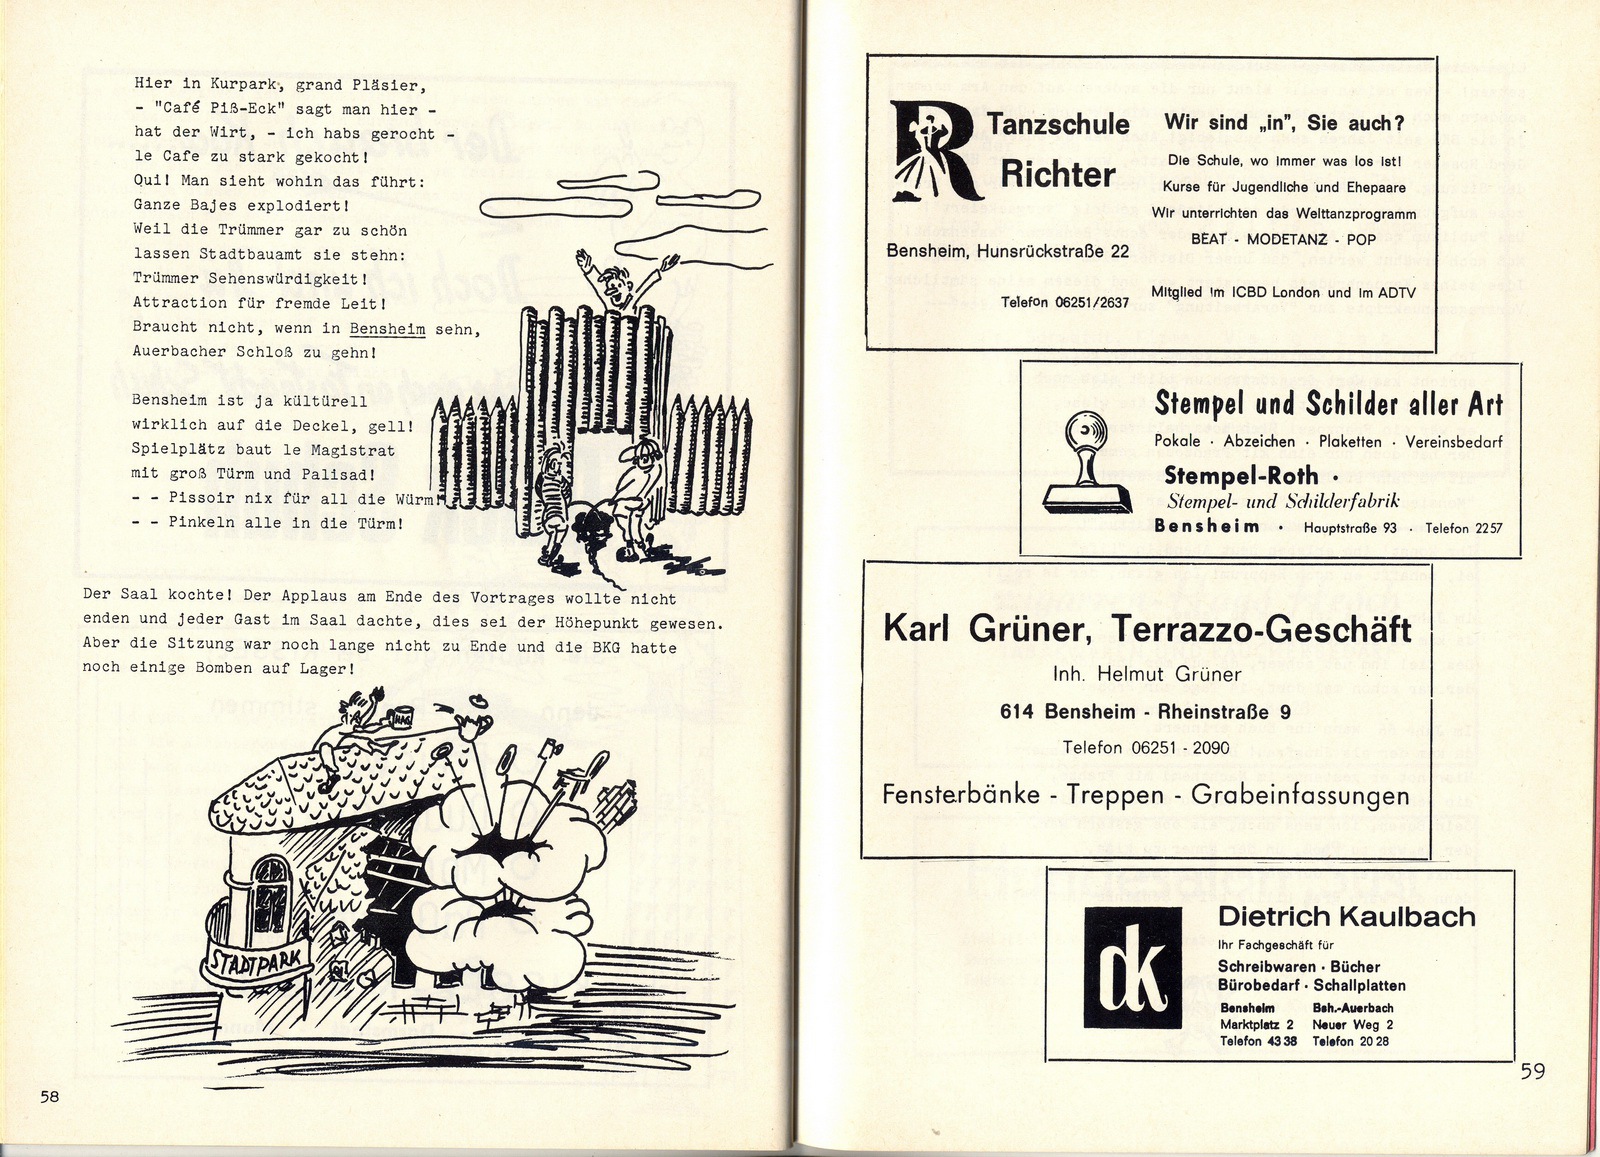 Hier in Kurpark, grand Pläsier,
- "Café Piß-Eck" sagt man hier -
hat der Wirt, - ich habs gerocht -
le Cafe zu stark gekocht!
Qui! Man sieht wohin das führt:
Ganze Bajes explodiert!
Weil die Trümmer gar zu schön
lassen Stadtbauamt sie stehn:
Trümmer Sehenswürdigkeit!
Attraction für fremde Leit!
Braucht nicht, wenn in Bensheim sehn,
Auerbacher Schloß zu gehn!
Bensheim ist ja kültürell
wirklich auf die Deckel, gell!
Spielplätz baut le Magistrat
mit groß Türm und Palisad!
- - Pissoir nix für all die Würm!
- - Pinkeln alle in die Türm!
Der Saal kochte! Der Applaus am Ende des Vortrages wollte nicht
enden und jeder Gast im Saal dachte, dies sei der Höhepunkt gewesen.
Aber die Sitzung war noch lange nicht zu Ende und die BKG hatte
noch einige Bomben auf Lager!
HAG
STADTPARK
58
R
Tanzschule
Richter
Bensheim, Hunsrückstraße 22
Telefon 06251/2637
Wir sind „in”, Sie auch?
Die Schule, wo immer was los ist!
Kurse für Jugendliche und Ehepaare
Wir unterrichten das Welttanzprogramm
BEAT - MODETANZ - POP
Mitglied im ICBD London und im ADTV
Stempel und Schilder aller Art
Pokale · Abzeichen · Plaketten · Vereinsbedarf
Stempel-Roth ·
Stempel- und Schilderfabrik
Bensheim · Hauptstraße 93 · Telefon 2257
Karl Grüner, Terrazzo-Geschäft
Inh. Helmut Grüner
614 Bensheim - Rheinstraße 9
Telefon 06251 - 2090
Fensterbänke - Treppen - Grabeinfassungen
dk
Dietrich Kaulbach
Ihr Fachgeschäft für
Schreibwaren · Bücher
Bürobedarf · Schallplatten
Bensheim Bsh.-Auerbach
Marktplatz 2 Neuer Weg 2
Telefon 43 38 Telefon 20 28
59